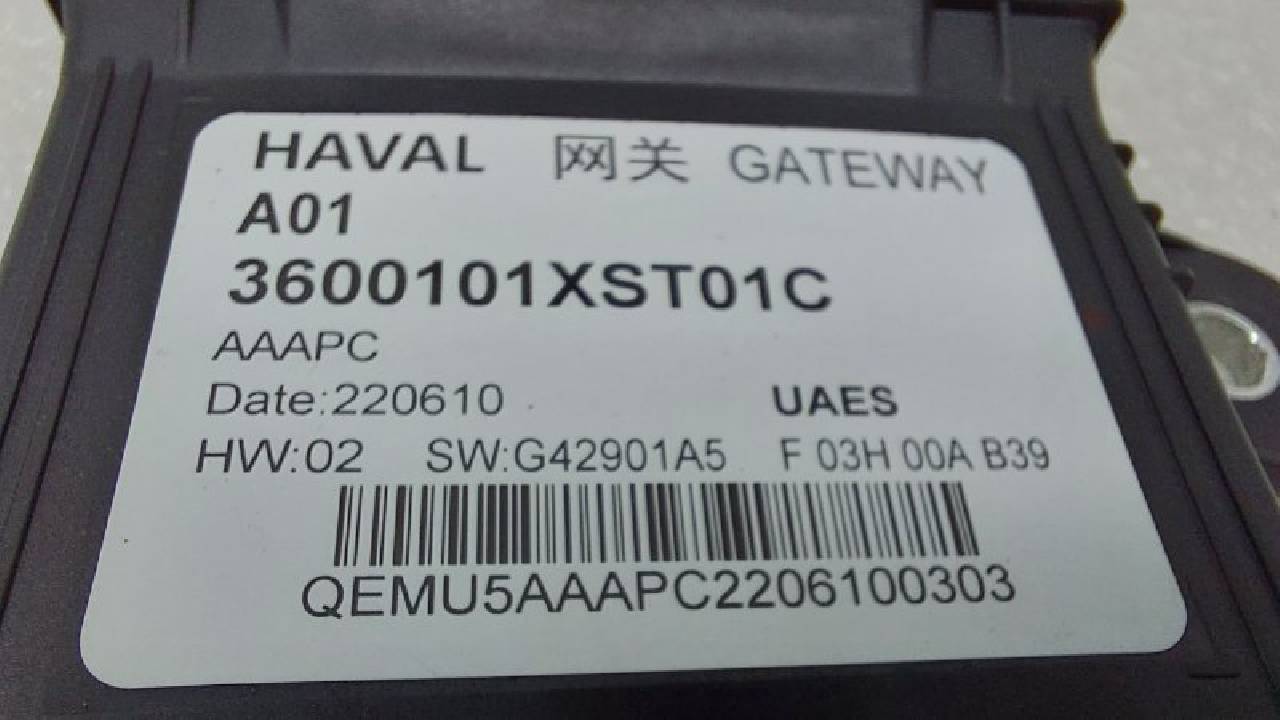 HAVAL 网关 GATEWAY
A01
3600101XST01C
AAAPC
Date:220610 UAES
HW:02 SW:G42901A5 F 03H 00A B39
QEMU5AAAPC2206100303